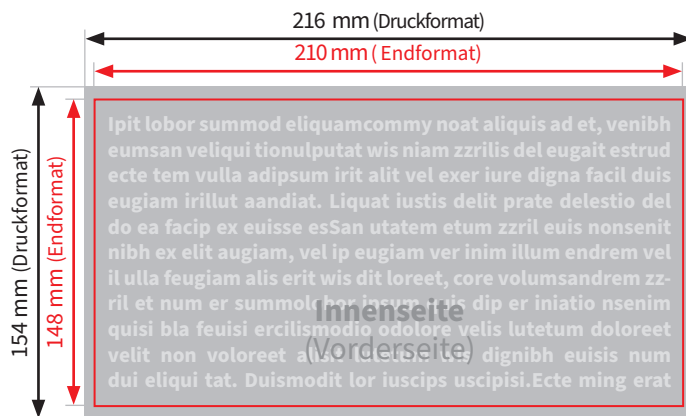 216 mm (Druckformat)
210 mm ( Endformat)
154 mm (Druckformat)
148 mm (Endformat)
Ipit lobor summod eliquamcommy noat aliquis ad et, venibh
eumsan veliqui tionulputat wis niam zzrilis del eugait estrud
ecte tem vulla adipsum irit alit vel exer iure digna facil duis
eugiam irillut aandiat. Liquat iustis delit prate delestio del
do ea facip ex euisse esSan utatem etum zzril euis nonsenit
nibh ex elit augiam, vel ip eugiam ver imin illum endrem vel
il ulla feugiam alis erit wis dit loreet, core volumsandrem zz-
ril et num er dip er iniatio nsenim
quisi bla feuisi ercilismodio odolore velis lutetum doloreet
velit non voloreet dignibh euisis num
dui eliqui tat. Duismodit lor iuscips uscipisi.Ecte ming erat
Innenseite
(Vorderseite)